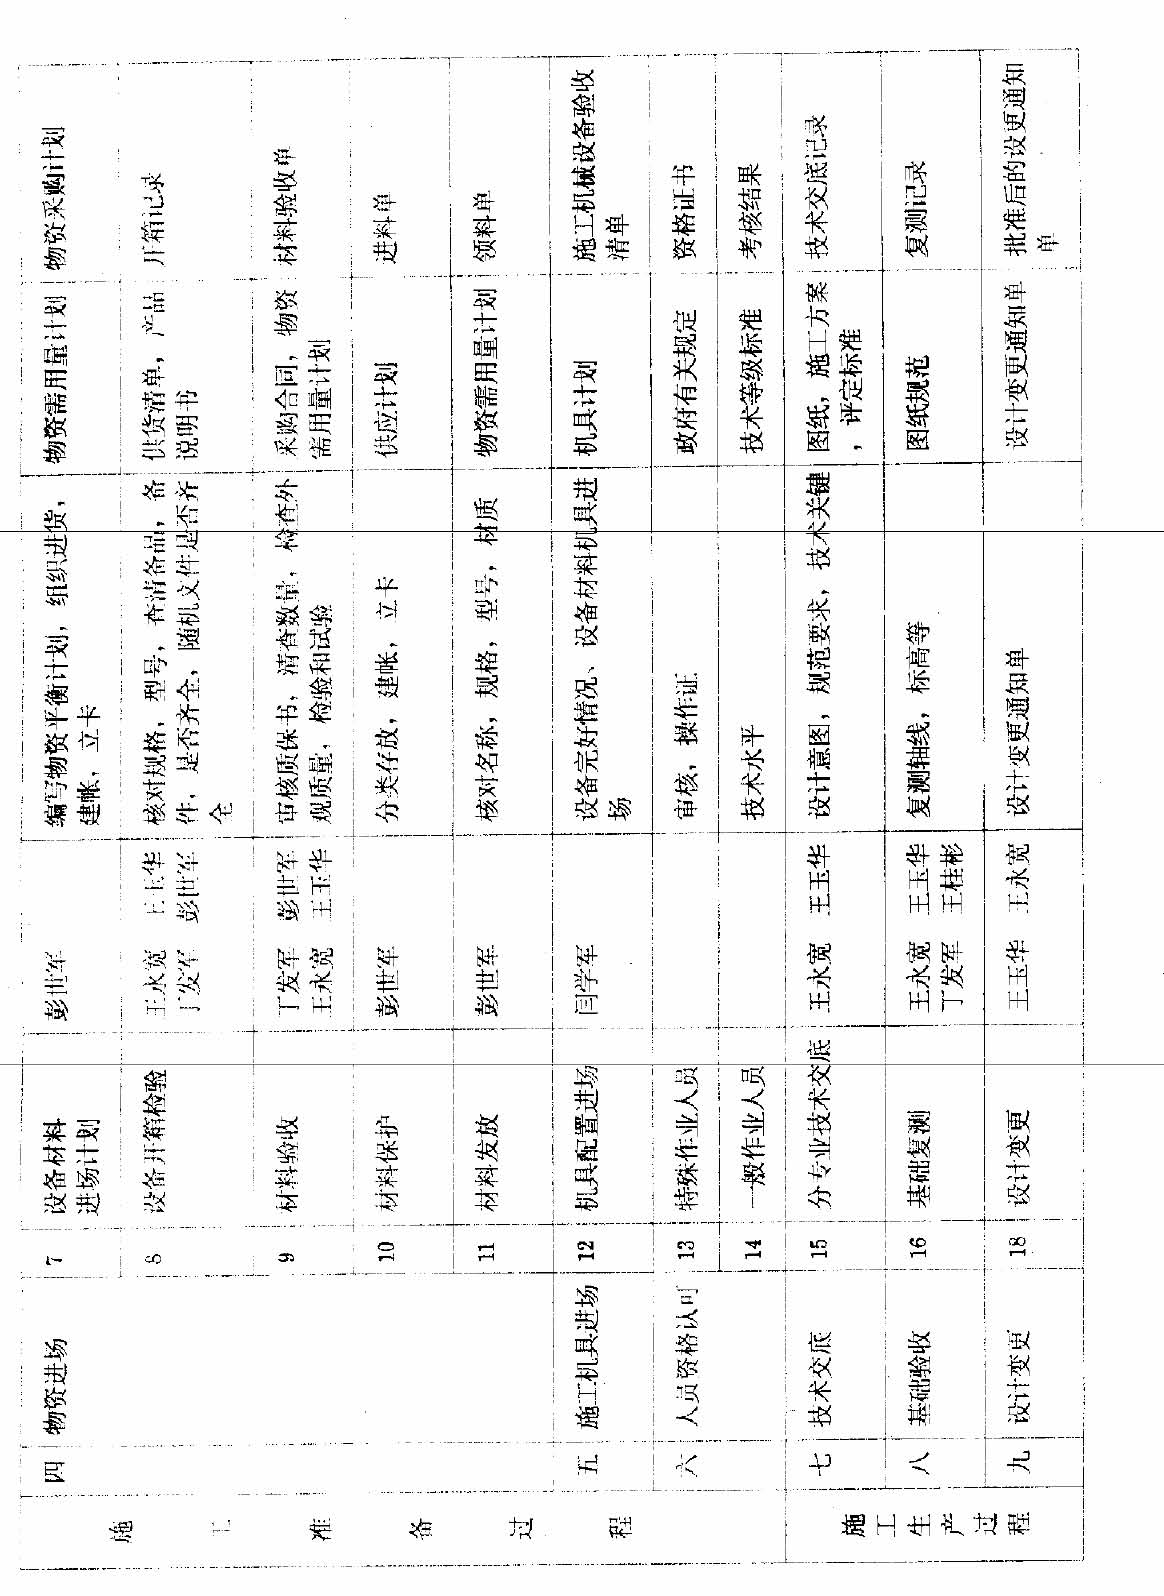 施工准备过程
四
物资进场
7
设备材料
进场计划
彭世军
编写物资平衡计划，组织进货，
建帐，立卡
物资需用量计划
物资采购计划
8
设备开箱检验
王永宽 王玉华
丁发军 彭世军
核对规格，型号，查清备品，备
件，是否齐全，随机文件是否齐
全
供货清单，产品
说明书
开箱记录
9
材料验收
丁发军 彭世军
王永宽 王玉华
审核质保书，清查数量，检查外
观质量，检验和试验
采购合同，物资
需用量计划
材料验收单
10
材料保护
彭世军
分类存放，建帐，立卡
供应计划
进料单
11
材料发放
彭世军
核对名称，规格，型号，材质
物资需用量计划
领料单
五
施工机具进场
12
机具配置进场
闫学军
设备完好情况、设备材料机具进
场
机具计划
施工机械设备验收
清单
六
人员资格认可
13
特殊作业人员
审核，操作证
政府有关规定
资格证书
14
一般作业人员
技术水平
技术等级标准
考核结果
施工生产过程
七
技术交底
15
分专业技术交底
王永宽 王玉华
设计意图，规范要求，技术关键
图纸，施工方案
，评定标准
技术交底记录
八
基础验收
16
基础复测
王永宽 王玉华
丁发军 王桂彬
复测轴线，标高等
图纸规范
复测记录
九
设计变更
18
设计变更
王玉华 王永宽
设计变更通知单
设计变更通知单
批准后的设更通知
单